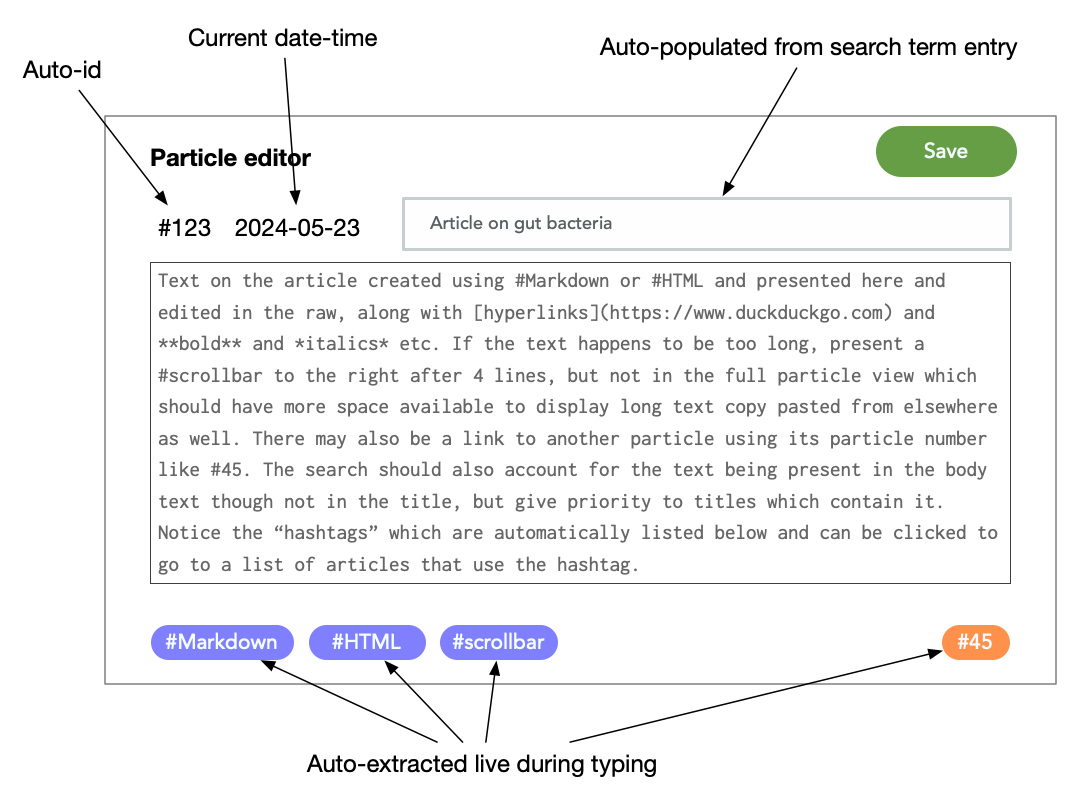 Current date-time
Auto-populated from search term entry
Auto-id
Particle editor
Save
#123 2024-05-23
Article on gut bacteria
Text on the article created using #Markdown or #HTML and presented here and
edited in the raw, along with [hyperlinks](https://www.duckduckgo.com) and
**bold** and *italics* etc. If the text happens to be too long, present a
#scrollbar to the right after 4 lines, but not in the full particle view which
should have more space available to display long text copy pasted from elsewhere
as well. There may also be a link to another particle using its particle number
like #45. The search should also account for the text being present in the body
text though not in the title, but give priority to titles which contain it.
Notice the “hashtags” which are automatically listed below and can be clicked to
go to a list of articles that use the hashtag.
#Markdown #HTML #scrollbar #45
Auto-extracted live during typing